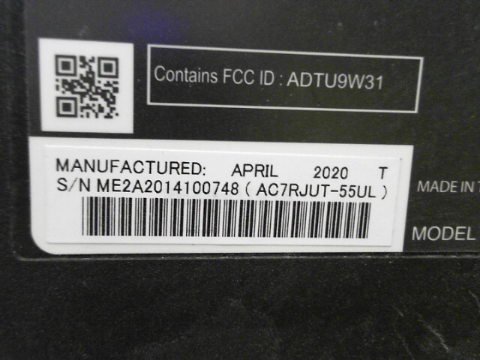 Contains FCC ID : ADTU9W31
MANUFACTURED: APRIL 2020 T
S/N ME2A2014100748 ( AC7RJUT-55UL )
MADE IN
MODEL